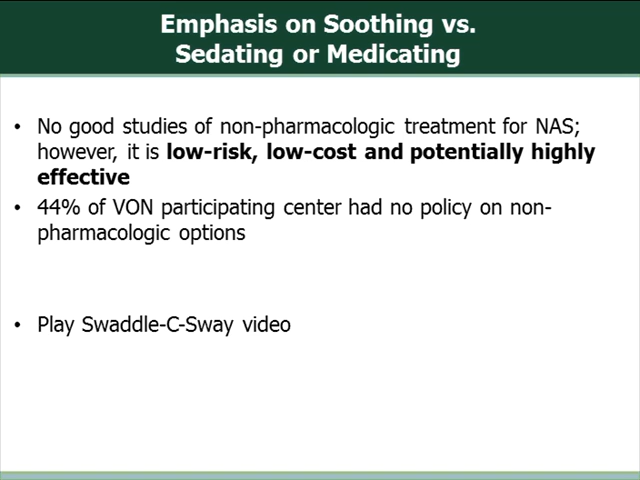 Emphasis on Soothing vs.
Sedating or Medicating
• No good studies of non-pharmacologic treatment for NAS;
however, it is low-risk, low-cost and potentially highly
effective
• 44% of VON participating center had no policy on non-
pharmacologic options
• Play Swaddle-C-Sway video